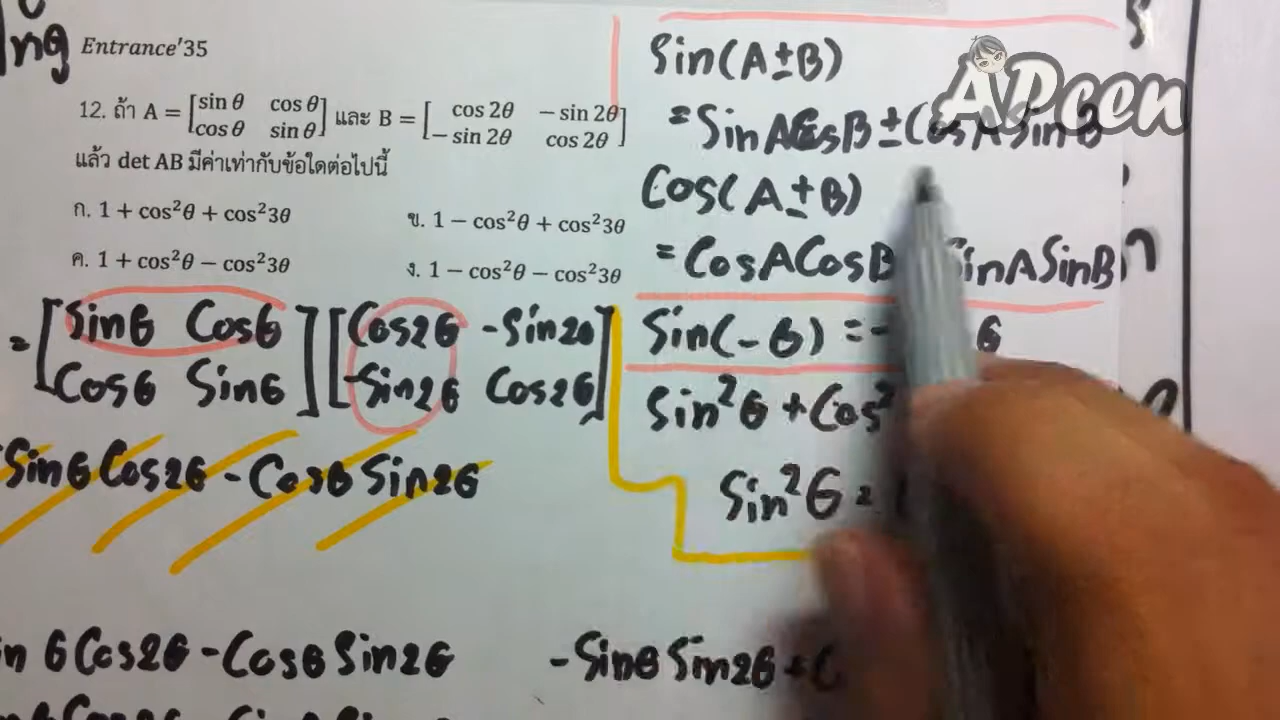 Entrance'35
12. ถ้า A = [sin θ cos θ
cos θ sin θ] และ B = [cos 2θ − sin 2θ
− sin 2θ cos 2θ]
แล้ว det AB มีค่าเท่ากับข้อใดต่อไปนี้
ก. 1 + cos²θ + cos²3θ
ข. 1 − cos²θ + cos²3θ
ค. 1 + cos²θ − cos²3θ
ง. 1 − cos²θ − cos²3θ
= [Sinθ Cosθ
Cosθ Sinθ] [Cos2θ -Sin2θ
-Sin2θ Cos2θ]
Sinθ Cos2θ - Cosθ Sin2θ
θ Cos2θ - Cosθ Sin2θ
-Sinθ Sin2θ +
Sin(A±B)
= SinACosB ± CosA SinB
Cos(A±B)
= CosACosB SinASinB
Sin(-θ) = - θ
Sin²θ + Cos²
Sin²θ =
APcen